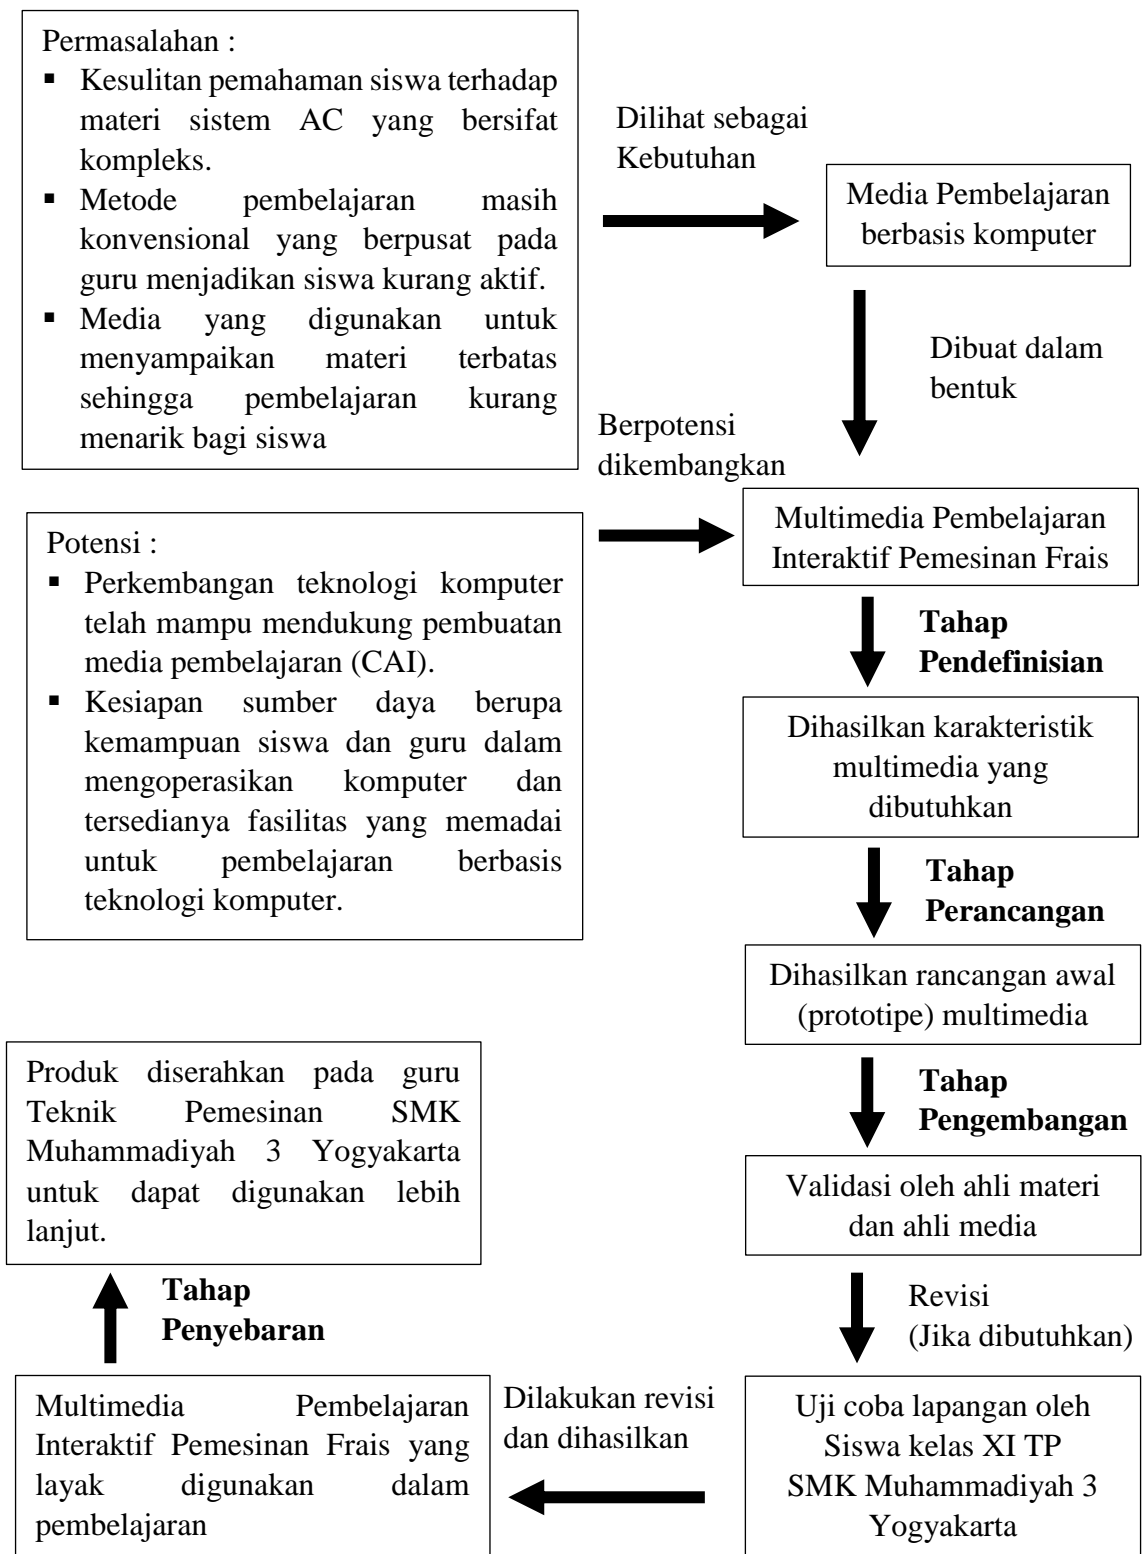 Permasalahan :
▪ Kesulitan pemahaman siswa terhadap
materi sistem AC yang bersifat
kompleks.
▪ Metode pembelajaran masih
konvensional yang berpusat pada
guru menjadikan siswa kurang aktif.
▪ Media yang digunakan untuk
menyampaikan materi terbatas
sehingga pembelajaran kurang
menarik bagi siswa
Dilihat sebagai
Kebutuhan
Media Pembelajaran
berbasis komputer
Dibuat dalam
bentuk
Berpotensi
dikembangkan
Potensi :
▪ Perkembangan teknologi komputer
telah mampu mendukung pembuatan
media pembelajaran (CAI).
▪ Kesiapan sumber daya berupa
kemampuan siswa dan guru dalam
mengoperasikan komputer dan
tersedianya fasilitas yang memadai
untuk pembelajaran berbasis
teknologi komputer.
Multimedia Pembelajaran
Interaktif Pemesinan Frais
Tahap
Pendefinisian
Dihasilkan karakteristik
multimedia yang
dibutuhkan
Tahap
Perancangan
Dihasilkan rancangan awal
(prototipe) multimedia
Tahap
Pengembangan
Validasi oleh ahli materi
dan ahli media
Revisi
(Jika dibutuhkan)
Uji coba lapangan oleh
Siswa kelas XI TP
SMK Muhammadiyah 3
Yogyakarta
Dilakukan revisi
dan dihasilkan
Multimedia Pembelajaran
Interaktif Pemesinan Frais yang
layak digunakan dalam
pembelajaran
Tahap
Penyebaran
Produk diserahkan pada guru
Teknik Pemesinan SMK
Muhammadiyah 3 Yogyakarta
untuk dapat digunakan lebih
lanjut.